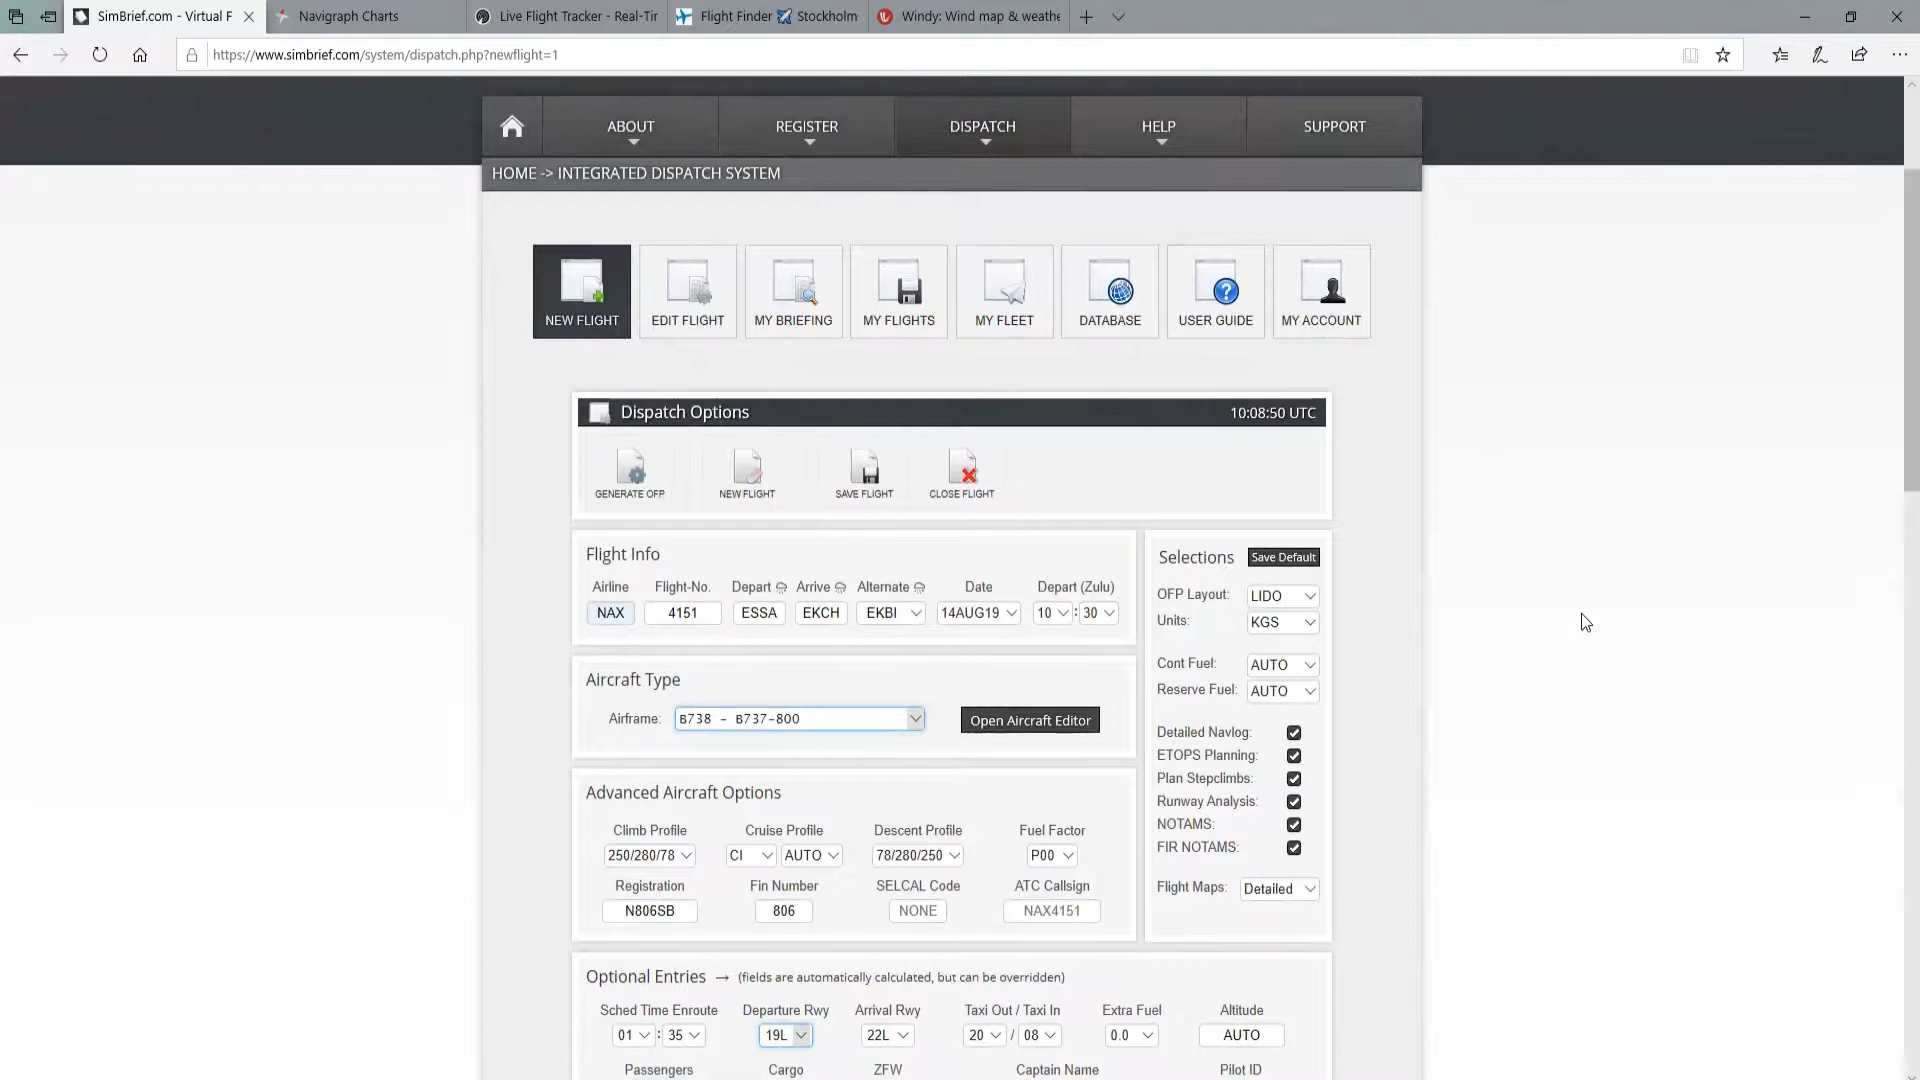 SimBrief.com - Virtual F
Navigraph Charts
Live Flight Tracker - Real-Tir
Flight Finder ✈ Stockholm
Windy: Wind map & weathe
https://www.simbrief.com/system/dispatch.php?newflight=1
ABOUT REGISTER DISPATCH HELP SUPPORT
HOME -> INTEGRATED DISPATCH SYSTEM
NEW FLIGHT EDIT FLIGHT MY BRIEFING MY FLIGHTS MY FLEET DATABASE USER GUIDE MY ACCOUNT
Dispatch Options 10:08:50 UTC
GENERATE OFP NEW FLIGHT SAVE FLIGHT CLOSE FLIGHT
Flight Info
Airline Flight-No. Depart Arrive Alternate Date Depart (Zulu)
NAX 4151 ESSA EKCH EKBI 14AUG19 10 : 30
Aircraft Type
Airframe: B738 - B737-800 Open Aircraft Editor
Advanced Aircraft Options
Climb Profile Cruise Profile Descent Profile Fuel Factor
250/280/78 CI AUTO 78/280/250 P00
Registration Fin Number SELCAL Code ATC Callsign
N806SB 806 NONE NAX4151
Selections Save Default
OFP Layout: LIDO
Units: KGS
Cont Fuel: AUTO
Reserve Fuel: AUTO
Detailed Navlog:
ETOPS Planning:
Plan Stepclimbs:
Runway Analysis:
NOTAMS:
FIR NOTAMS:
Flight Maps: Detailed
Optional Entries → (fields are automatically calculated, but can be overridden)
Sched Time Enroute Departure Rwy Arrival Rwy Taxi Out / Taxi In Extra Fuel Altitude
01 : 35 19L 22L 20 / 08 0.0 AUTO
Passengers Cargo ZFW Captain Name Pilot ID